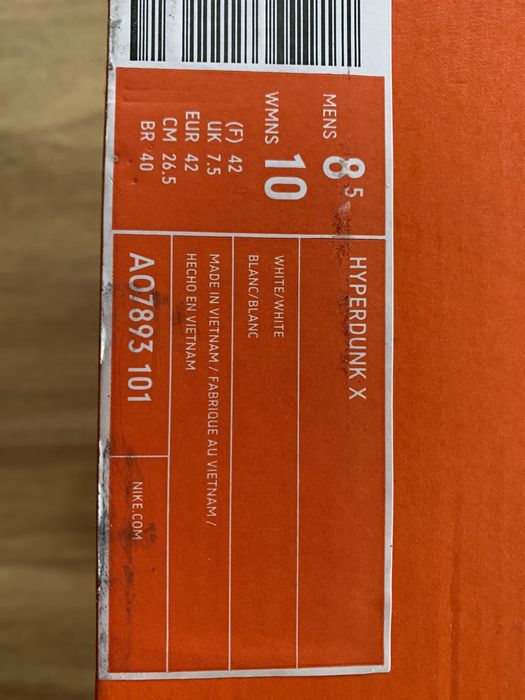 MENS 8.5
WMNS 10
(F) 42
UK 7.5
EUR 42
CM 26.5
BR 40
HYPERDUNK X
WHITE/WHITE
BLANC/BLANC
MADE IN VIETNAM / FABRIQUE AU VIETNAM /
HECHO EN VIETNAM
AO7893 101
NIKE.COM